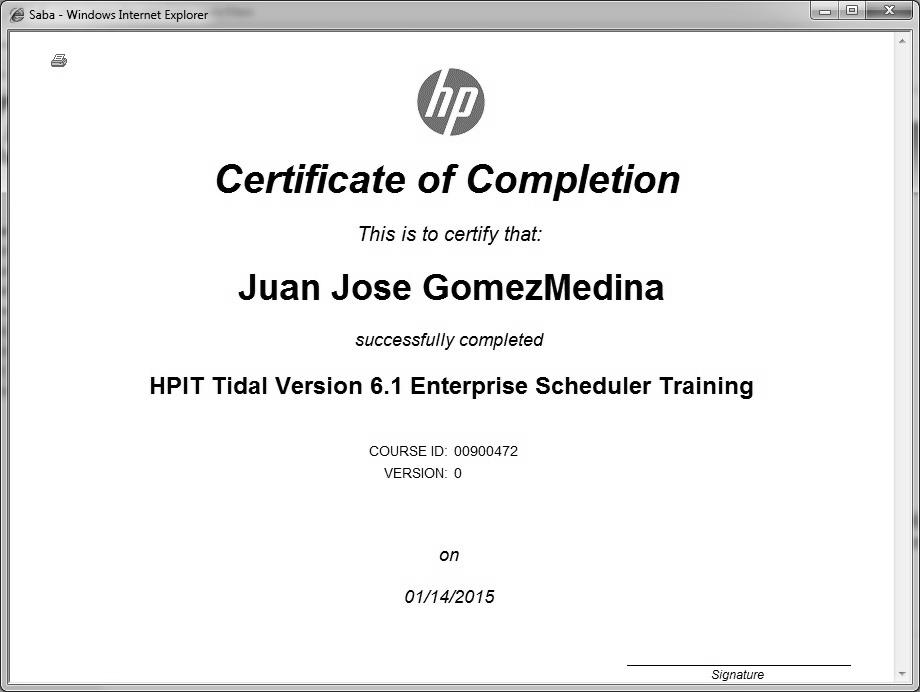 Saba - Windows Internet Explorer
hp
Certificate of Completion
This is to certify that:
Juan Jose GomezMedina
successfully completed
HPIT Tidal Version 6.1 Enterprise Scheduler Training
COURSE ID: 00900472
VERSION: 0
on
01/14/2015
Signature